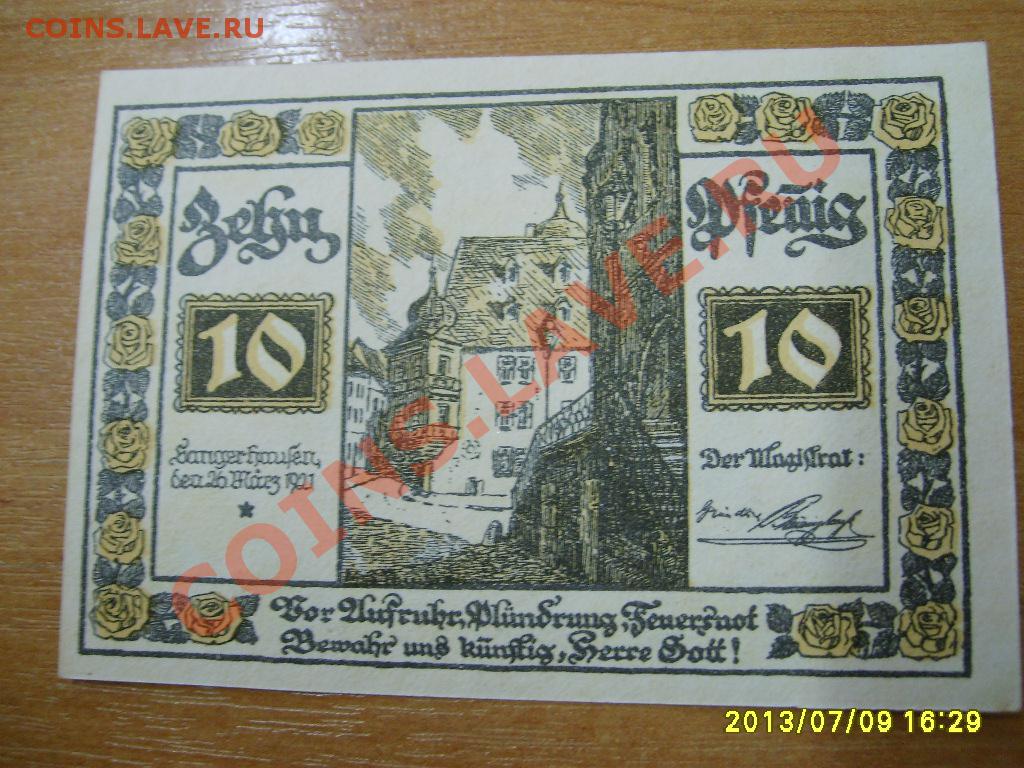 COINS.LAVE.RU
Zehn
Pfennig
10
10
Sangerhausen,
den 26. März 1921
Der Magistrat:
Vor Aufruhr, Plündrung, Feuersnot
Bewahr uns künftig, Herre Gott!
COINS.LAVE.RU
2013/07/09 16:29